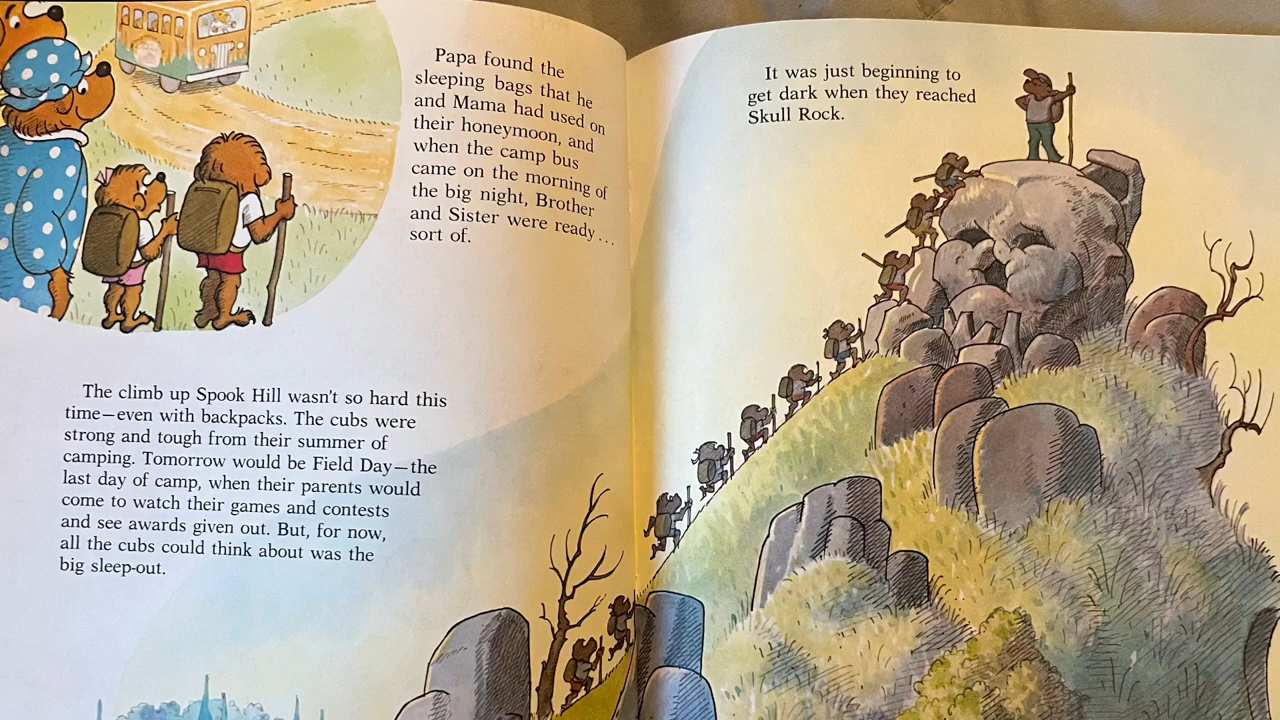 Papa found the
sleeping bags that he
and Mama had used on
their honeymoon, and
when the camp bus
came on the morning of
the big night, Brother
and Sister were ready...
sort of.
The climb up Spook Hill wasn't so hard this
time—even with backpacks. The cubs were
strong and tough from their summer of
camping. Tomorrow would be Field Day—the
last day of camp, when their parents would
come to watch their games and contests
and see awards given out. But, for now,
all the cubs could think about was the
big sleep-out.
It was just beginning to
get dark when they reached
Skull Rock.